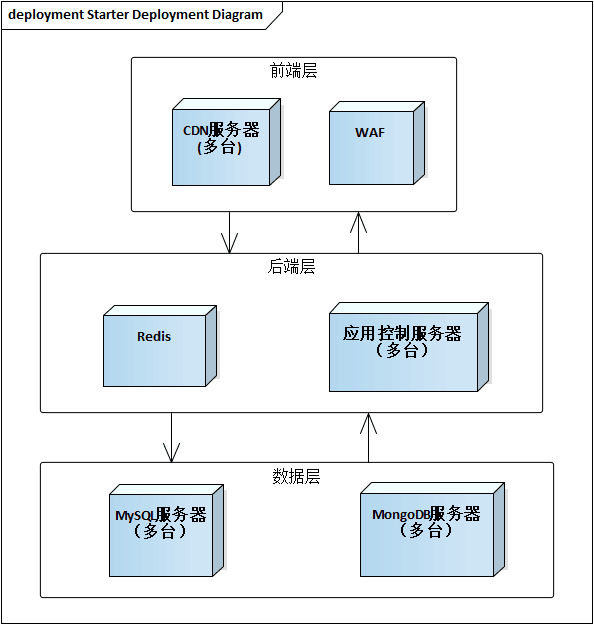 deployment Starter Deployment Diagram
前端层
CDN服务器
(多台)
WAF
后端层
Redis
应用控制服务器
（多台）
数据层
MySQL服务器
（多台）
MongoDB服务器
（多台）